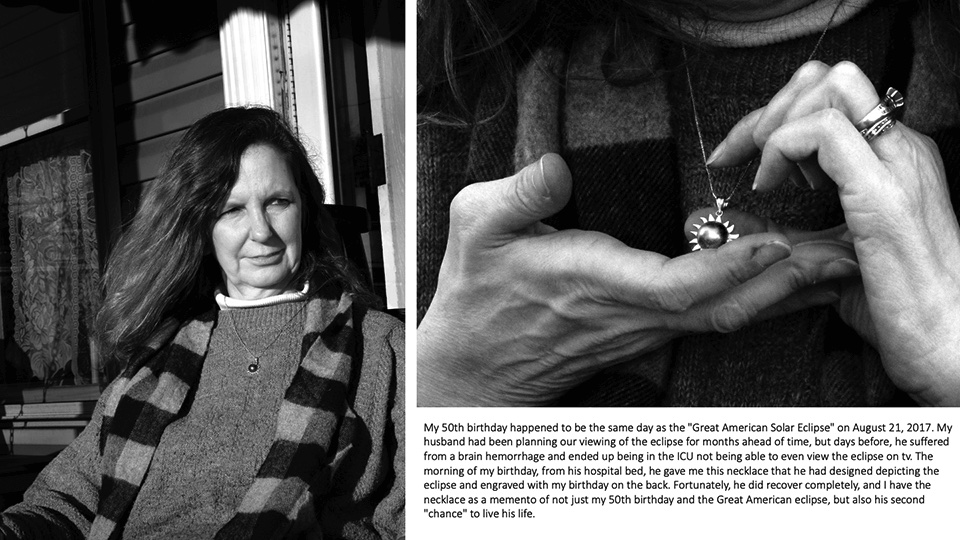 My 50th birthday happened to be the same day as the "Great American Solar Eclipse" on August 21, 2017. My
husband had been planning our viewing of the eclipse for months ahead of time, but days before, he suffered
from a brain hemorrhage and ended up being in the ICU not being able to even view the eclipse on tv. The
morning of my birthday, from his hospital bed, he gave me this necklace that he had designed depicting the
eclipse and engraved with my birthday on the back. Fortunately, he did recover completely, and I have the
necklace as a memento of not just my 50th birthday and the Great American eclipse, but also his second
"chance" to live his life.